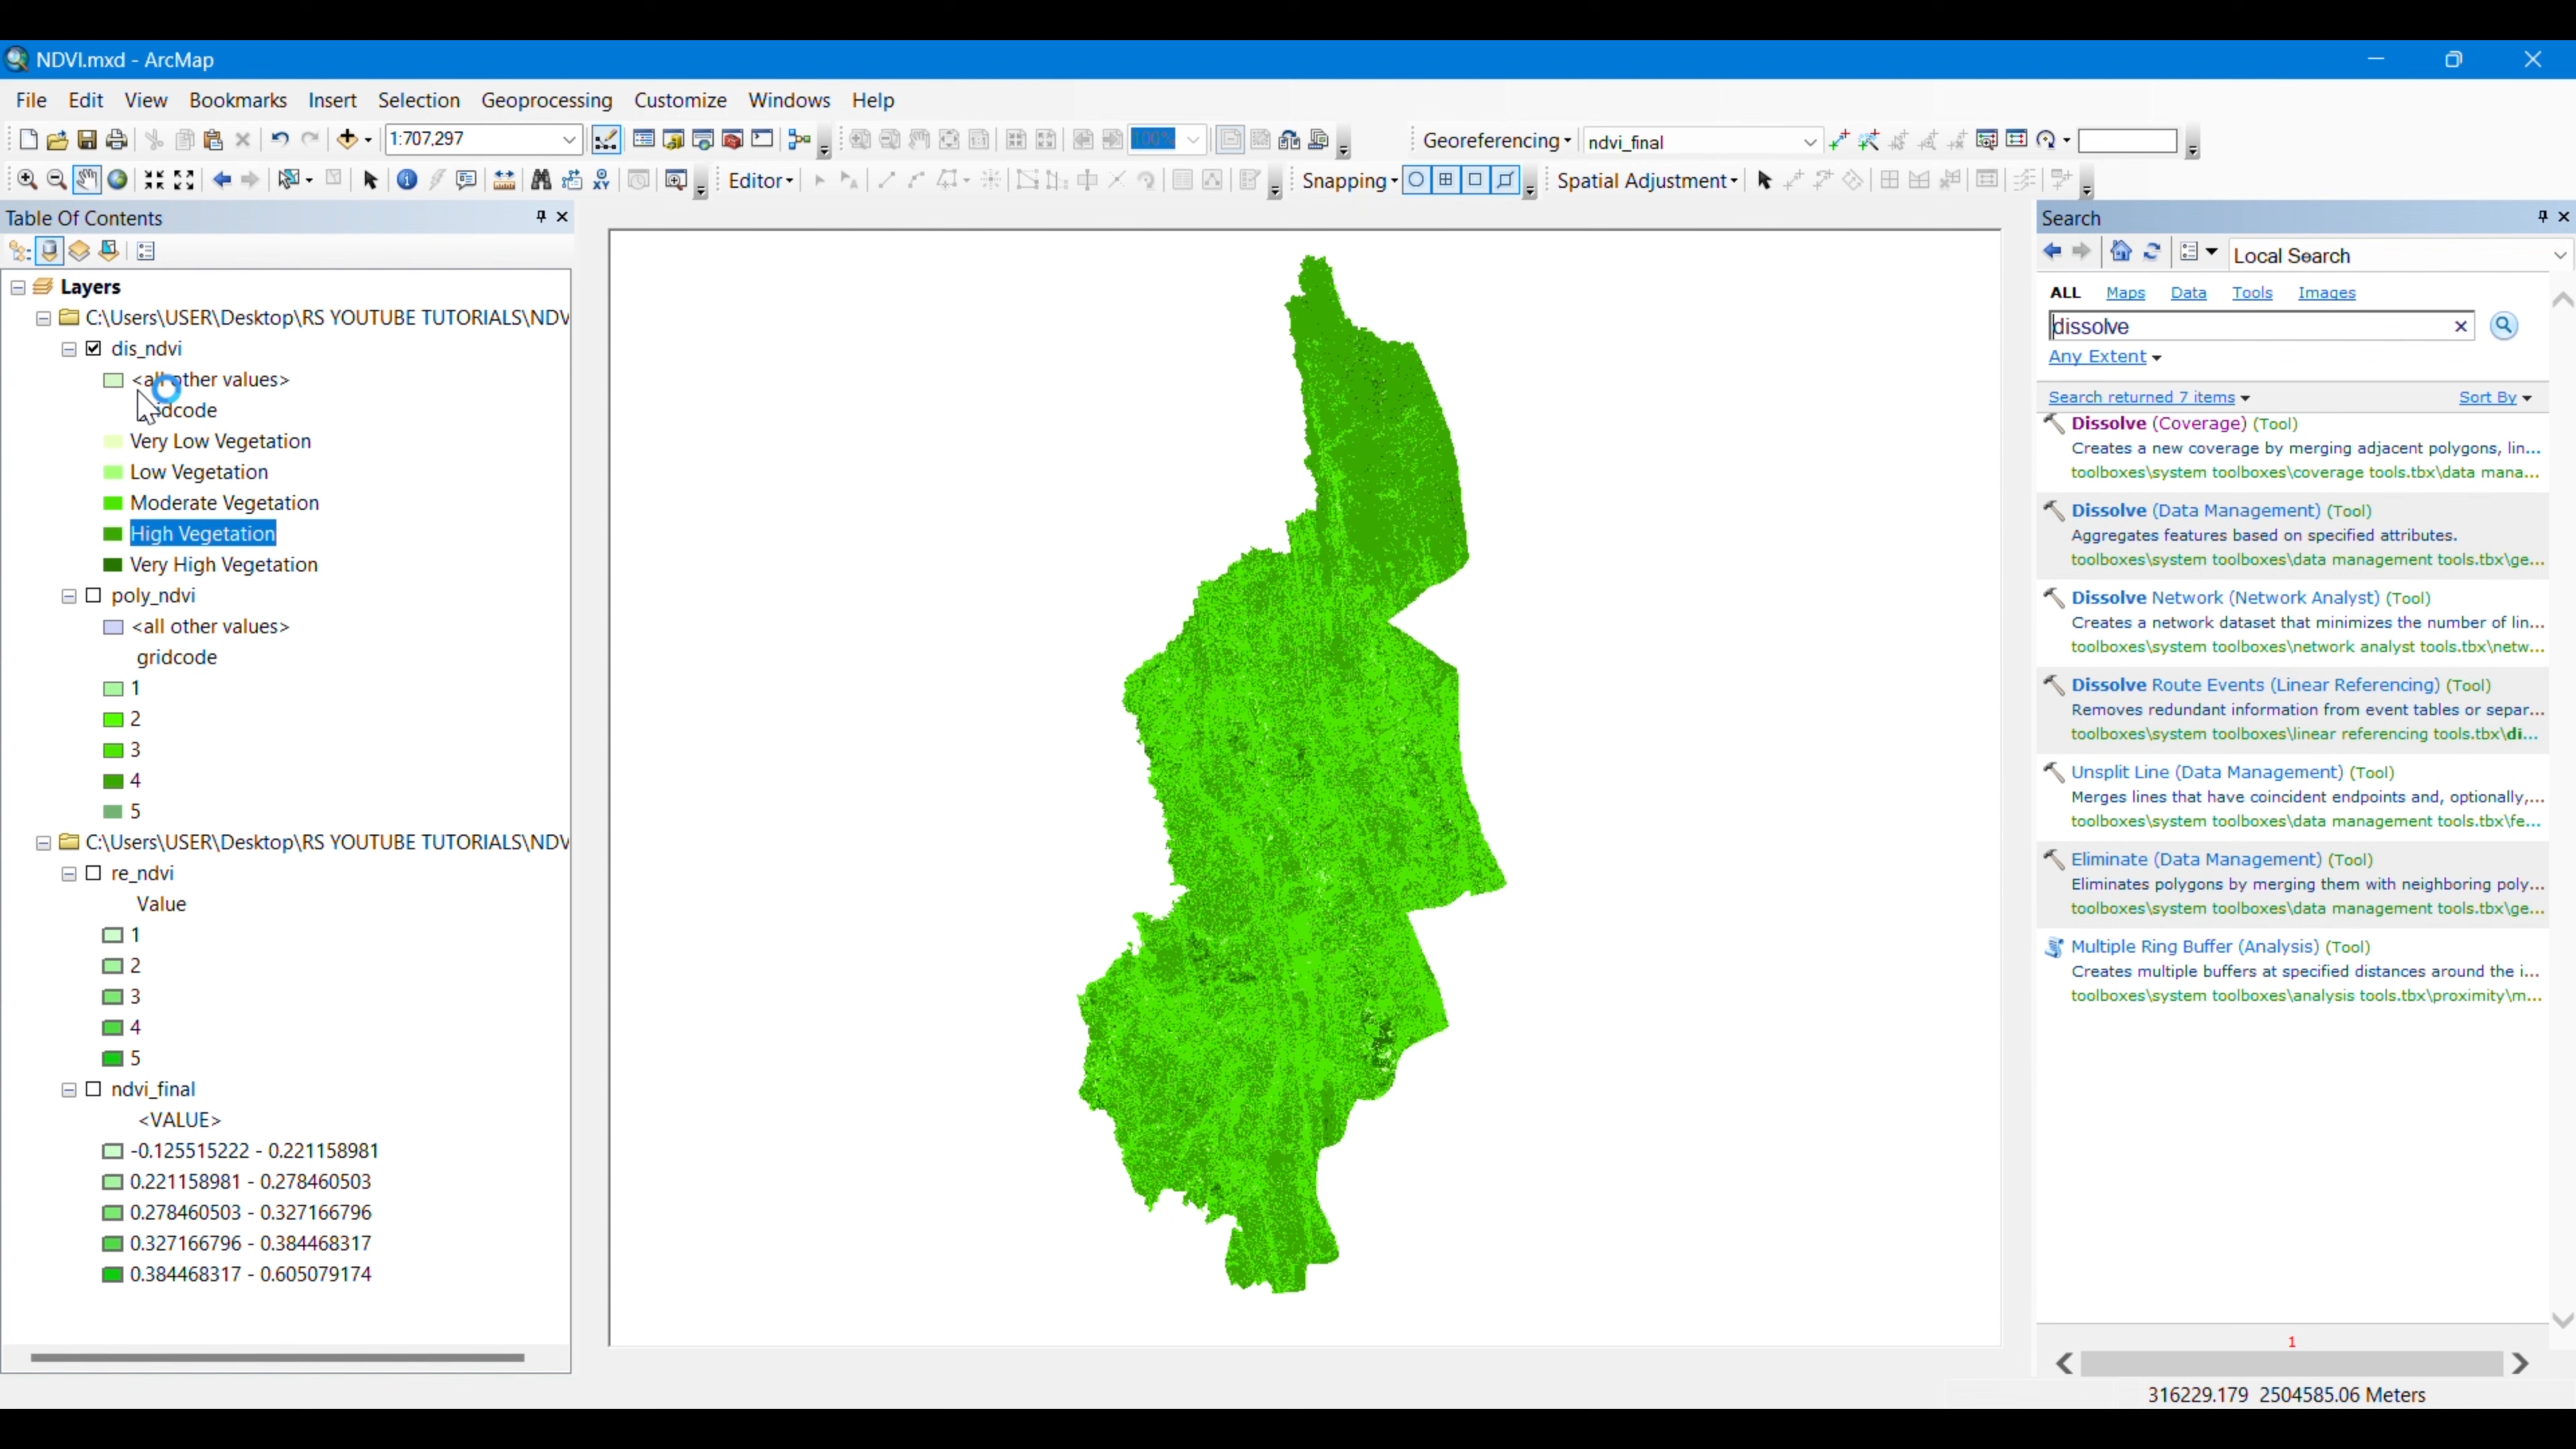 NDVI.mxd - ArcMap
File Edit View Bookmarks Insert Selection Geoprocessing Customize Windows Help
1:707,297 100% Georeferencing ndvi_final
Editor Snapping Spatial Adjustment
Table Of Contents
Layers
C:\Users\USER\Desktop\RS YOUTUBE TUTORIALS\NDV
dis_ndvi
<all other values>
idcode
Very Low Vegetation
Low Vegetation
Moderate Vegetation
High Vegetation
Very High Vegetation
poly_ndvi
<all other values>
gridcode
1
2
3
4
5
C:\Users\USER\Desktop\RS YOUTUBE TUTORIALS\NDV
re_ndvi
Value
1
2
3
4
5
ndvi_final
<VALUE>
-0.125515222 - 0.221158981
0.221158981 - 0.278460503
0.278460503 - 0.327166796
0.327166796 - 0.384468317
0.384468317 - 0.605079174
Search
Local Search
ALL Maps Data Tools Images
dissolve
Any Extent
Search returned 7 items Sort By
Dissolve (Coverage) (Tool)
Creates a new coverage by merging adjacent polygons, lin...
toolboxes\system toolboxes\coverage tools.tbx\data mana...
Dissolve (Data Management) (Tool)
Aggregates features based on specified attributes.
toolboxes\system toolboxes\data management tools.tbx\ge...
Dissolve Network (Network Analyst) (Tool)
Creates a network dataset that minimizes the number of lin...
toolboxes\system toolboxes\network analyst tools.tbx\netw...
Dissolve Route Events (Linear Referencing) (Tool)
Removes redundant information from event tables or separ...
toolboxes\system toolboxes\linear referencing tools.tbx\di...
Unsplit Line (Data Management) (Tool)
Merges lines that have coincident endpoints and, optionally,...
toolboxes\system toolboxes\data management tools.tbx\fe...
Eliminate (Data Management) (Tool)
Eliminates polygons by merging them with neighboring poly...
toolboxes\system toolboxes\data management tools.tbx\ge...
Multiple Ring Buffer (Analysis) (Tool)
Creates multiple buffers at specified distances around the i...
toolboxes\system toolboxes\analysis tools.tbx\proximity\m...
1
316229.179 2504585.06 Meters